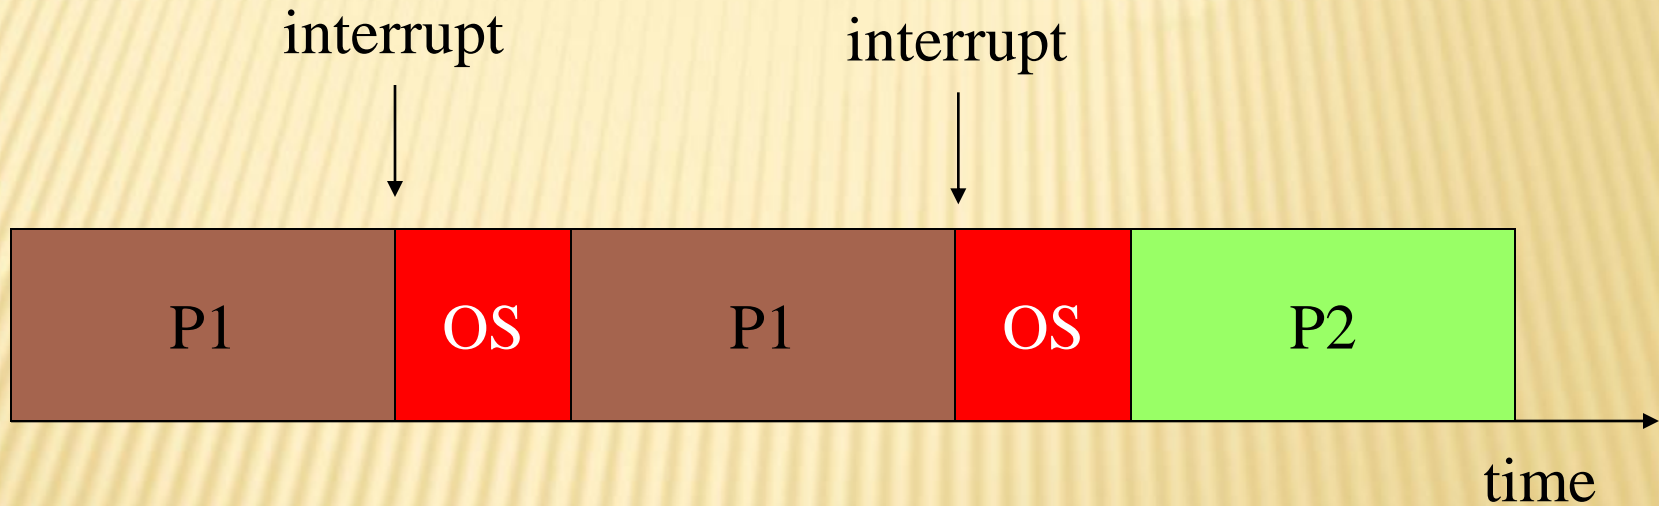 interrupt
interrupt
P1
OS
P1
OS
P2
time